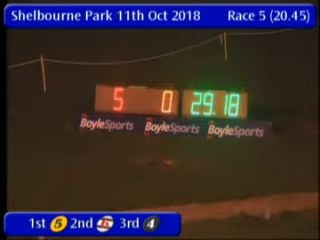 Shelbourne Park 11th Oct 2018 Race 5 (20.45)
5 0 29.18
BoyleSports BoyleSports BoyleSports
1st 5 2nd 6 3rd 4